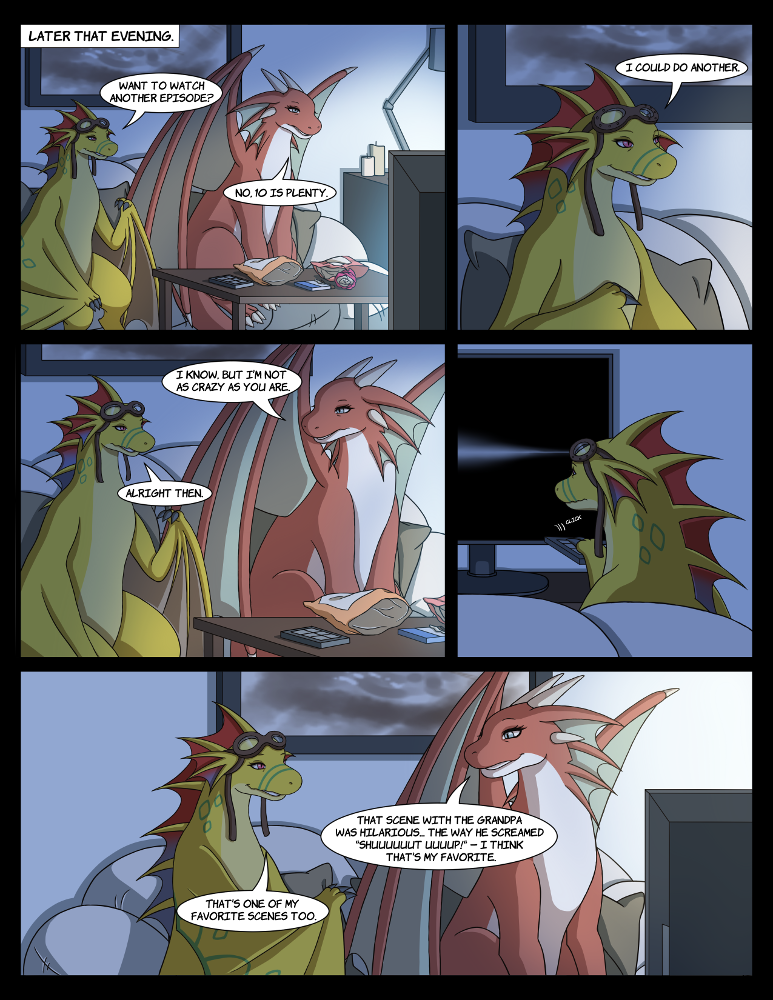 LATER THAT EVENING.
WANT TO WATCH
ANOTHER EPISODE?
NO, 10 IS PLENTY.
I COULD DO ANOTHER.
I KNOW, BUT I'M NOT
AS CRAZY AS YOU ARE.
ALRIGHT THEN.
CLICK
THAT SCENE WITH THE GRANDPA
WAS HILARIOUS... THE WAY HE SCREAMED
"SHUUUUUUT UUUUP!" – I THINK
THAT'S MY FAVORITE.
THAT'S ONE OF MY
FAVORITE SCENES TOO.